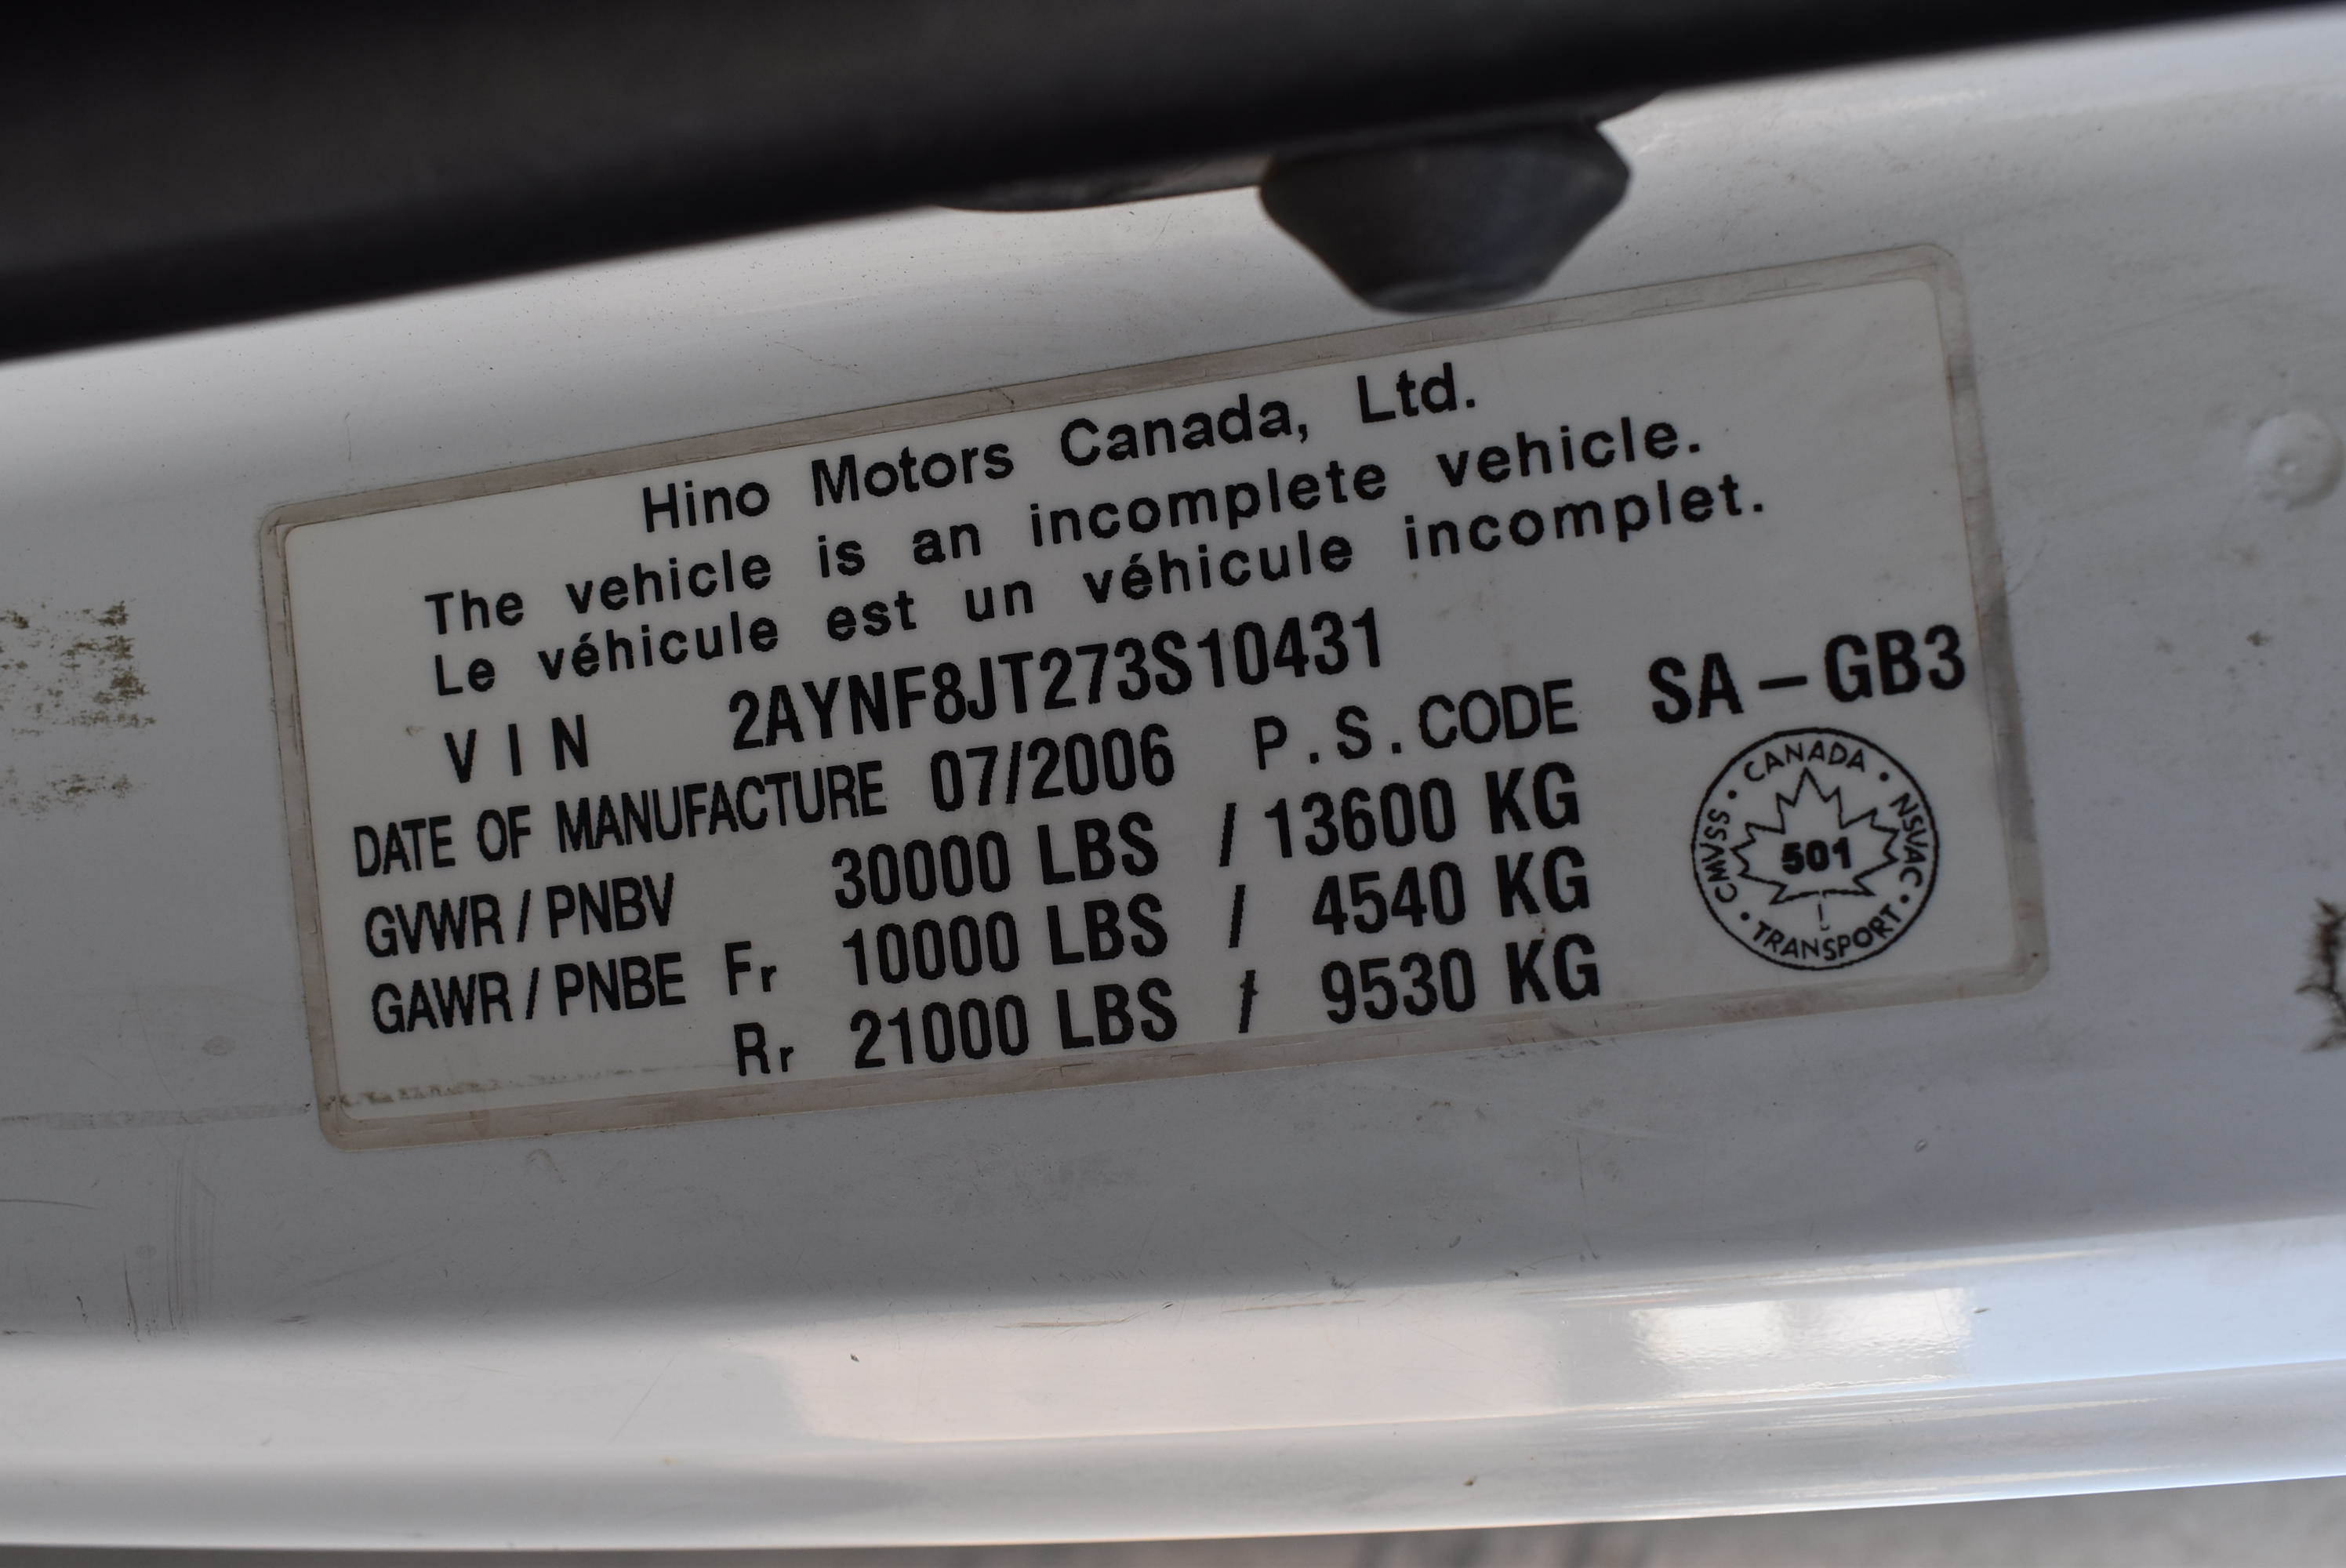 Hino Motors Canada, Ltd.
The vehicle is an incomplete vehicle.
Le véhicule est un véhicule incomplet.
VIN 2AYNF8JT273S10431
DATE OF MANUFACTURE 07/2006 P.S.CODE SA-GB3
GVWR / PNBV 30000 LBS / 13600 KG
GAWR / PNBE Fr 10000 LBS / 4540 KG
Rr 21000 LBS / 9530 KG
CANADA • NSVAC • TRANSPORT • CMVSS •
501